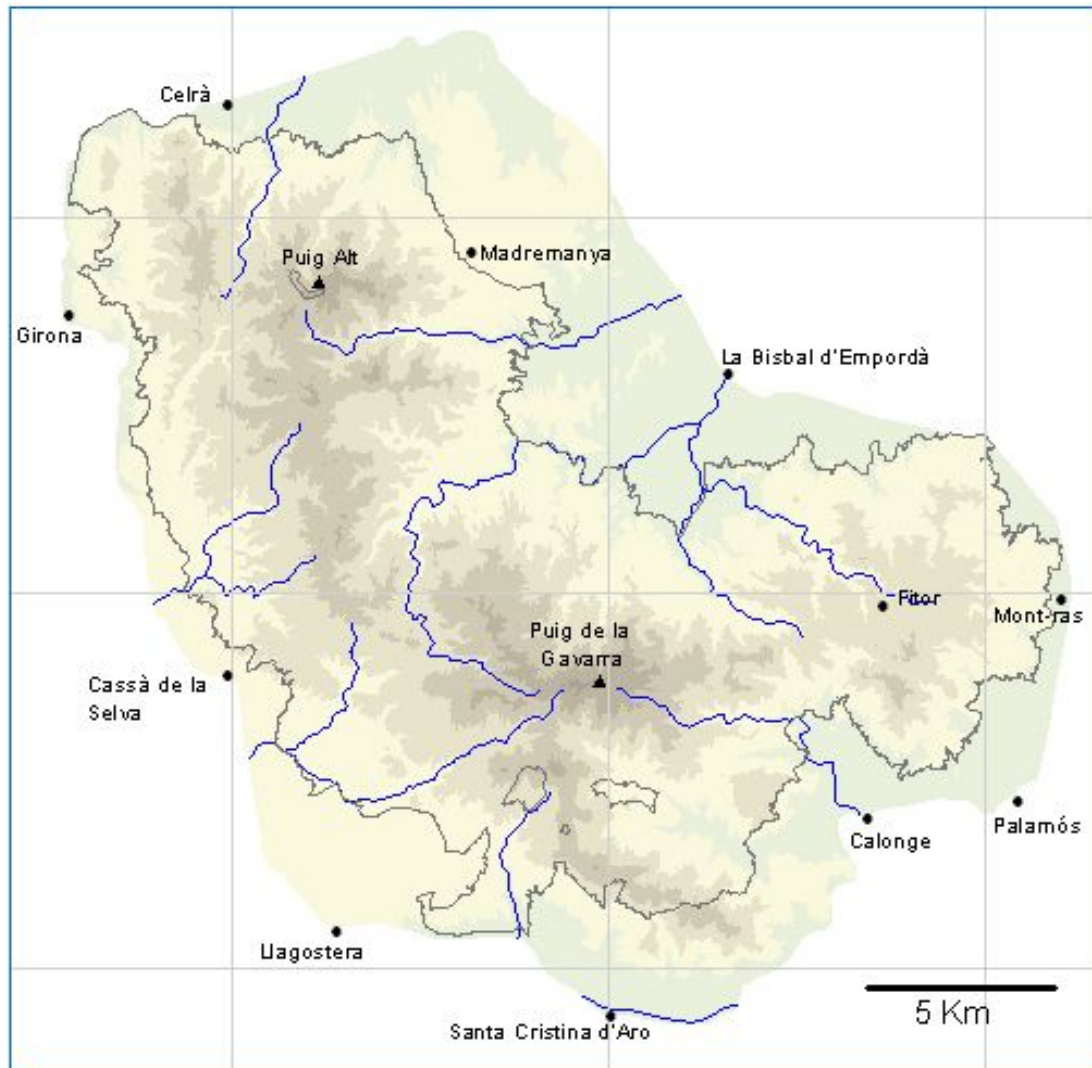 Celrà
Puig Alt
Madremanya
Girona
La Bisbal d'Empordà
Fitor
Mont-ras
Puig de la
Gavarra
Cassà de la
Selva
Palamós
Calonge
Llagostera
5 Km
Santa Cristina d'Aro